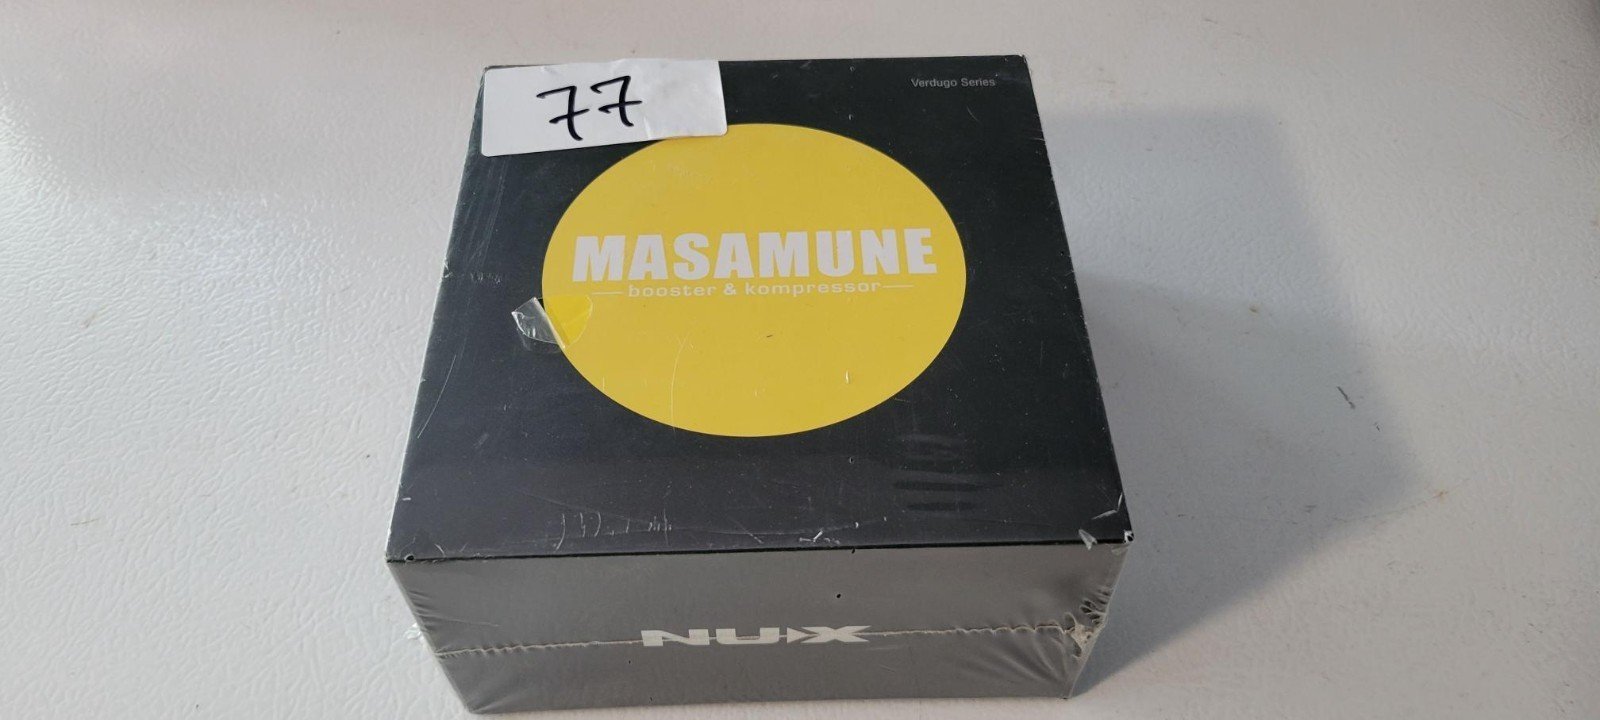 77
Verdugo Series
MASAMUNE
booster & kompressor
NUX